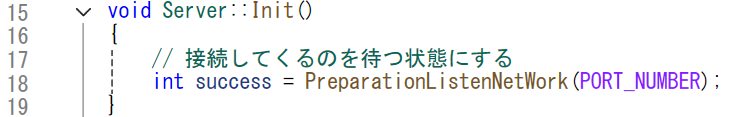 15 void Server::Init()
16 {
17 // 接続してくるのを待つ状態にする
18 int success = PreparationListenNetWork(PORT_NUMBER);
19 }